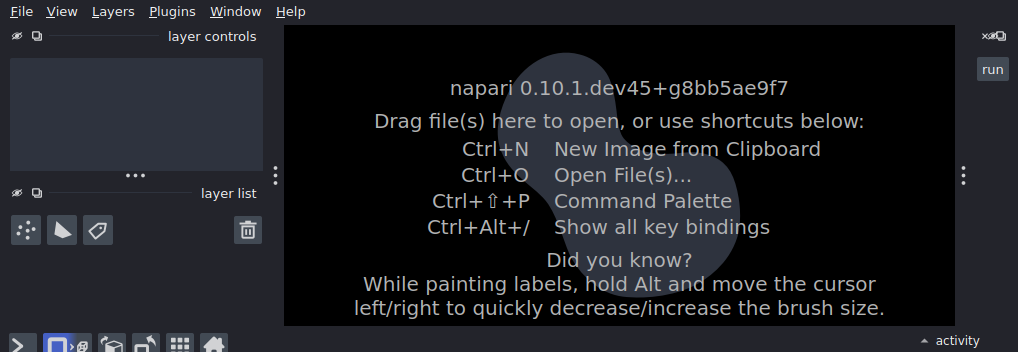 File View Layers Plugins Window Help
layer controls
run
napari 0.10.1.dev45+g8bb5ae9f7
Drag file(s) here to open, or use shortcuts below:
Ctrl+N New Image from Clipboard
Ctrl+O Open File(s)...
Ctrl+⇧+P Command Palette
Ctrl+Alt+/ Show all key bindings
layer list
Did you know?
While painting labels, hold Alt and move the cursor
left/right to quickly decrease/increase the brush size.
activity